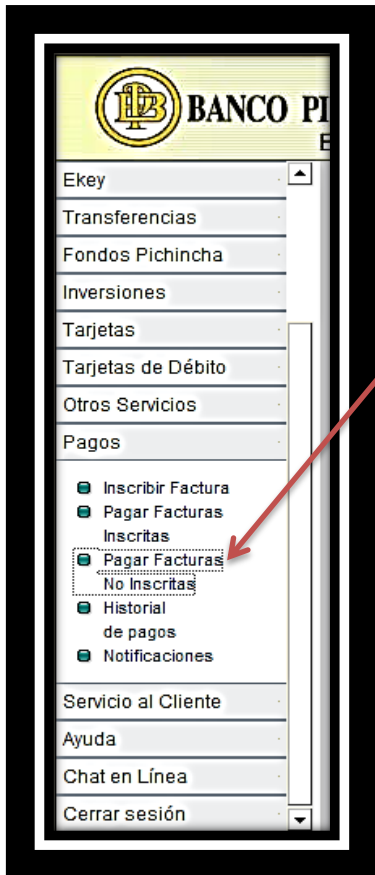 BANCO PI
E
Ekey
Transferencias
Fondos Pichincha
Inversiones
Tarjetas
Tarjetas de Débito
Otros Servicios
Pagos
Inscribir Factura
Pagar Facturas
Inscritas
Pagar Facturas
No Inscritas
Historial
de pagos
Notificaciones
Servicio al Cliente
Ayuda
Chat en Línea
Cerrar sesión